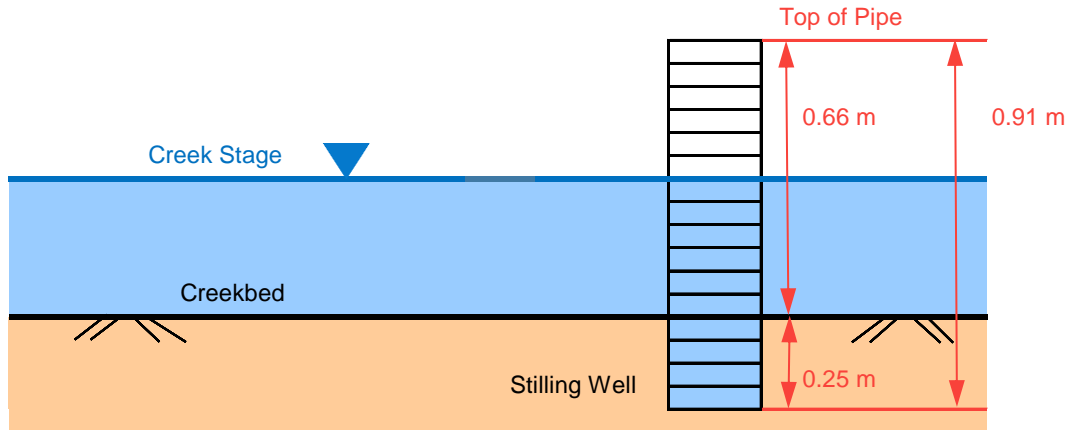 Top of Pipe
0.66 m
0.91 m
Creek Stage
Creekbed
Stilling Well
0.25 m